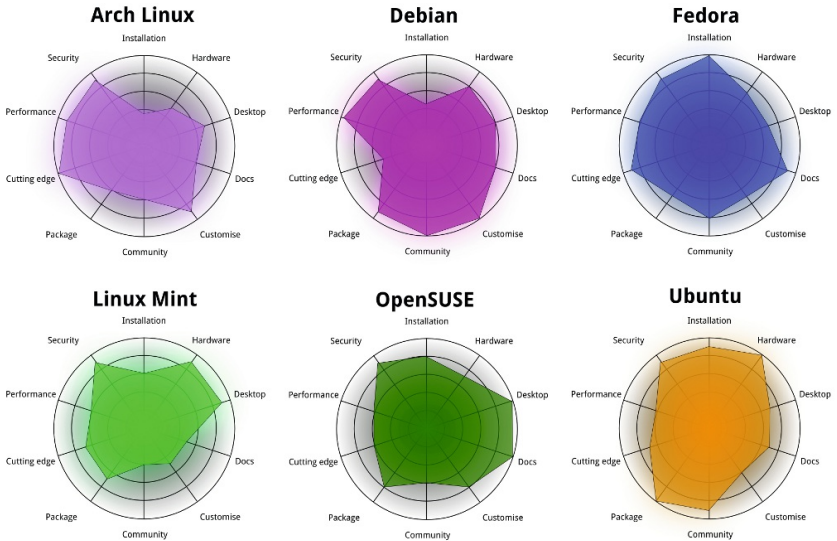 Arch Linux
Installation
Hardware
Desktop
Docs
Customise
Community
Package
Cutting edge
Performance
Security
Debian
Installation
Hardware
Desktop
Docs
Customise
Community
Package
Cutting edge
Performance
Security
Fedora
Installation
Hardware
Desktop
Docs
Customise
Community
Package
Cutting edge
Performance
Security
Linux Mint
Installation
Hardware
Desktop
Docs
Customise
Community
Package
Cutting edge
Performance
Security
OpenSUSE
Installation
Hardware
Desktop
Docs
Customise
Community
Package
Cutting edge
Performance
Security
Ubuntu
Installation
Hardware
Desktop
Docs
Customise
Community
Package
Cutting edge
Performance
Security